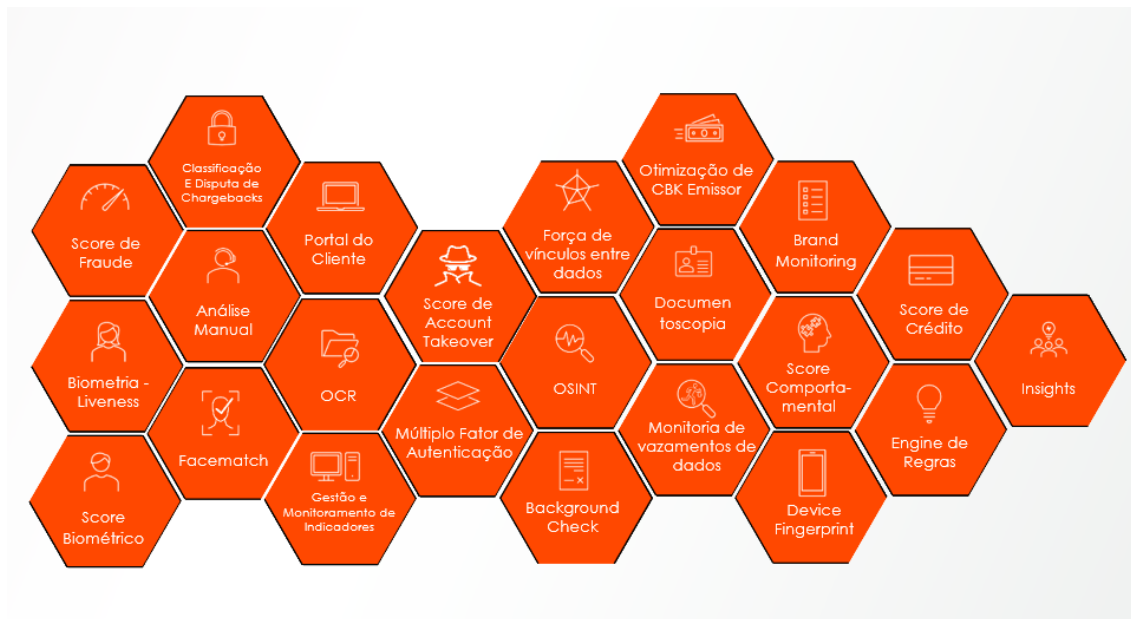 Classificação
E Disputa de
Chargebacks
Otimização de
CBK Emissor
Score de
Fraude
Portal do
Cliente
Força de
vínculos entre
dados
Brand
Monitoring
Análise
Manual
Score de
Account
Takeover
Documen
toscopia
Score de
Crédito
Biometria -
Liveness
OCR
OSINT
Score
Comporta-
mental
Insights
Facematch
Múltiplo Fator de
Autenticação
Monitoria de
vazamentos de
dados
Engine de
Regras
Score
Biométrico
Gestão e
Monitoramento de
Indicadores
Background
Check
Device
Fingerprint